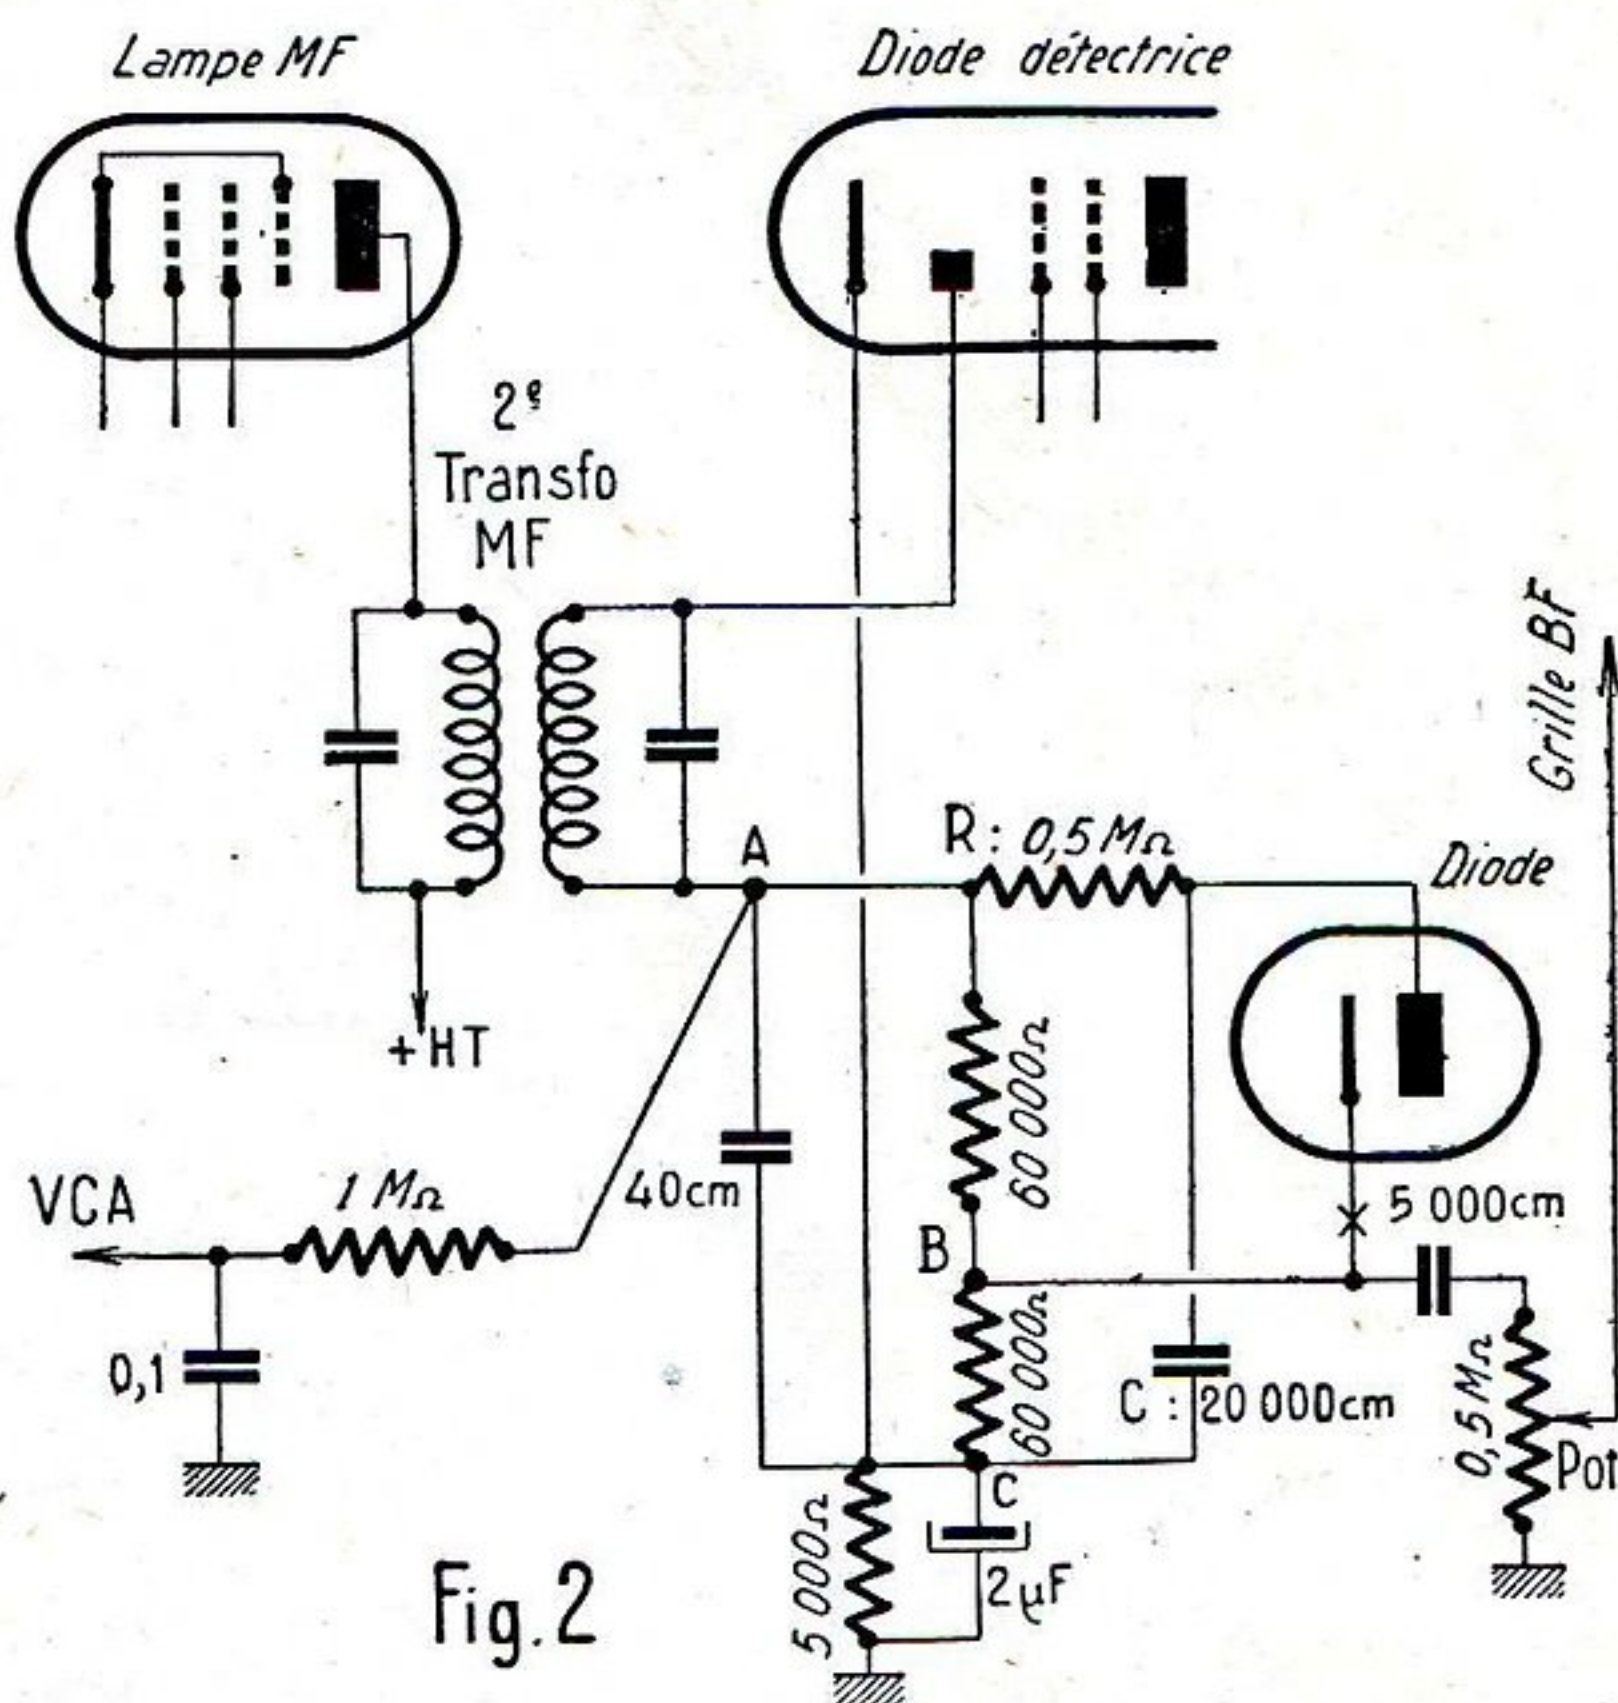 Lampe MF
Diode détectrice
2e
Transfo
MF
Grille BF
A
R : 0,5 MΩ
Diode
+HT
60 000Ω
VCA
1 MΩ
40cm
5 000cm
B
0,1
60 000Ω
C : 20 000cm
0,5 MΩ
Pot
C
5 000Ω
2µF
Fig. 2